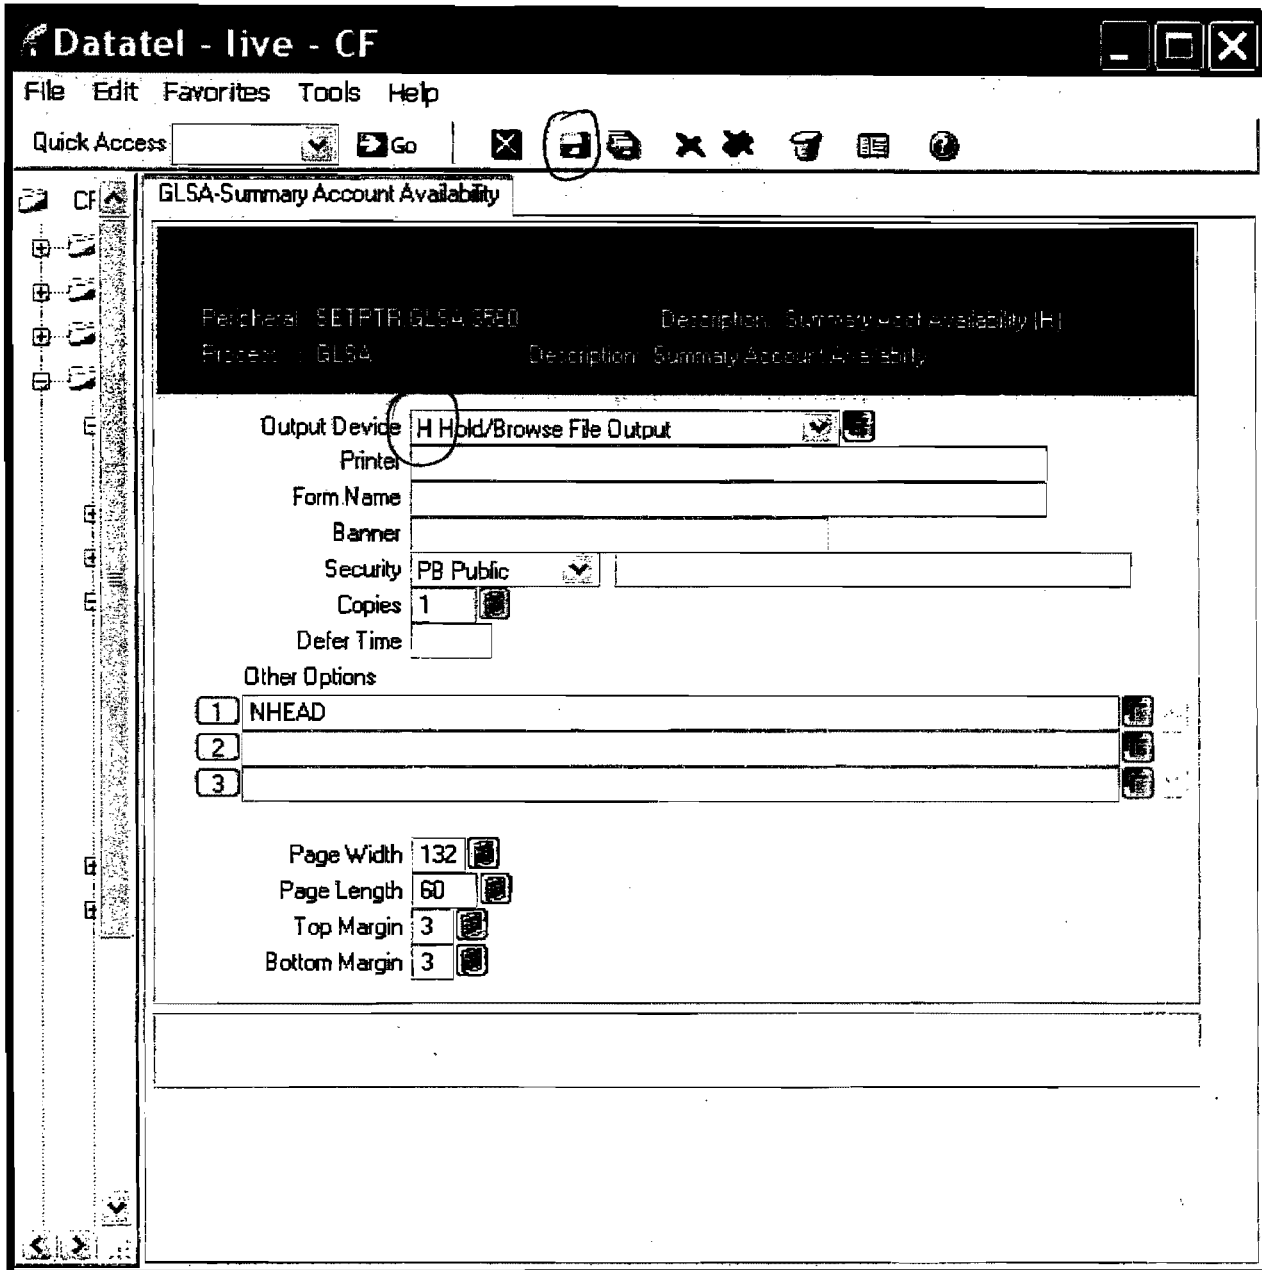 Datatel - live - CF
File Edit Favorites Tools Help
Quick Access Go
CF
GLSA-Summary Account Availability
Peripheral: SETPTR.GLSA Description: Summary Acct Availability (H)
Process : GLSA Description: Summary Account Availability
Output Device H Hold/Browse File Output
Printer
Form Name
Banner
Security PB Public
Copies 1
Defer Time
Other Options
1 NHEAD
2
3
Page Width 132
Page Length 60
Top Margin 3
Bottom Margin 3